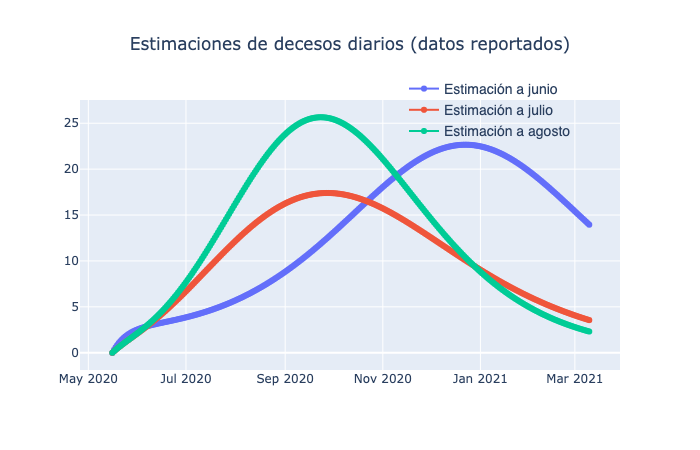 Estimaciones de decesos diarios (datos reportados)
Estimación a junio
Estimación a julio
Estimación a agosto
25
20
15
10
5
0
May 2020 Jul 2020 Sep 2020 Nov 2020 Jan 2021 Mar 2021